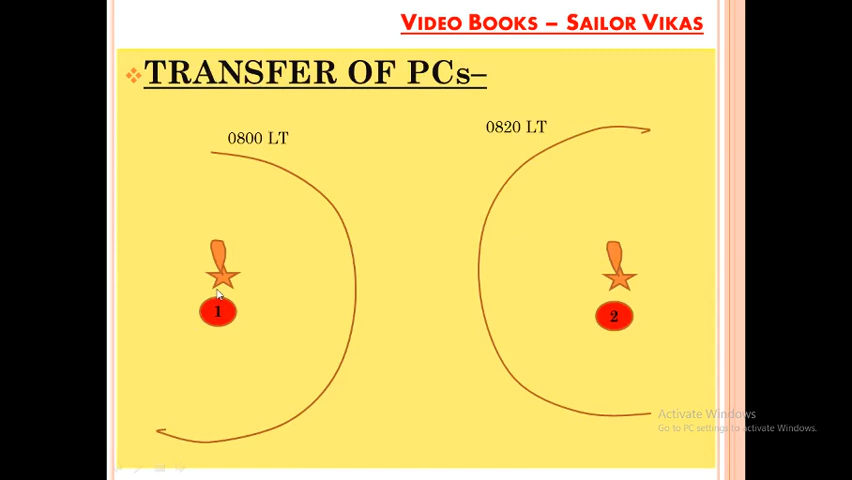 VIDEO BOOKS – SAILOR VIKAS
TRANSFER OF PCs–
0800 LT
0820 LT
1
2
Activate Windows
Go to PC settings to activate Windows.